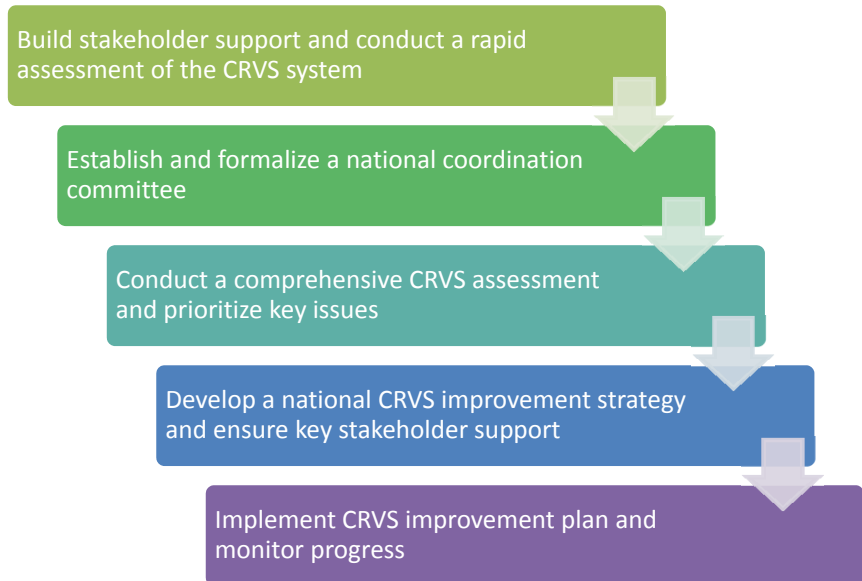 Build stakeholder support and conduct a rapid
assessment of the CRVS system
Establish and formalize a national coordination
committee
Conduct a comprehensive CRVS assessment
and prioritize key issues
Develop a national CRVS improvement strategy
and ensure key stakeholder support
Implement CRVS improvement plan and
monitor progress